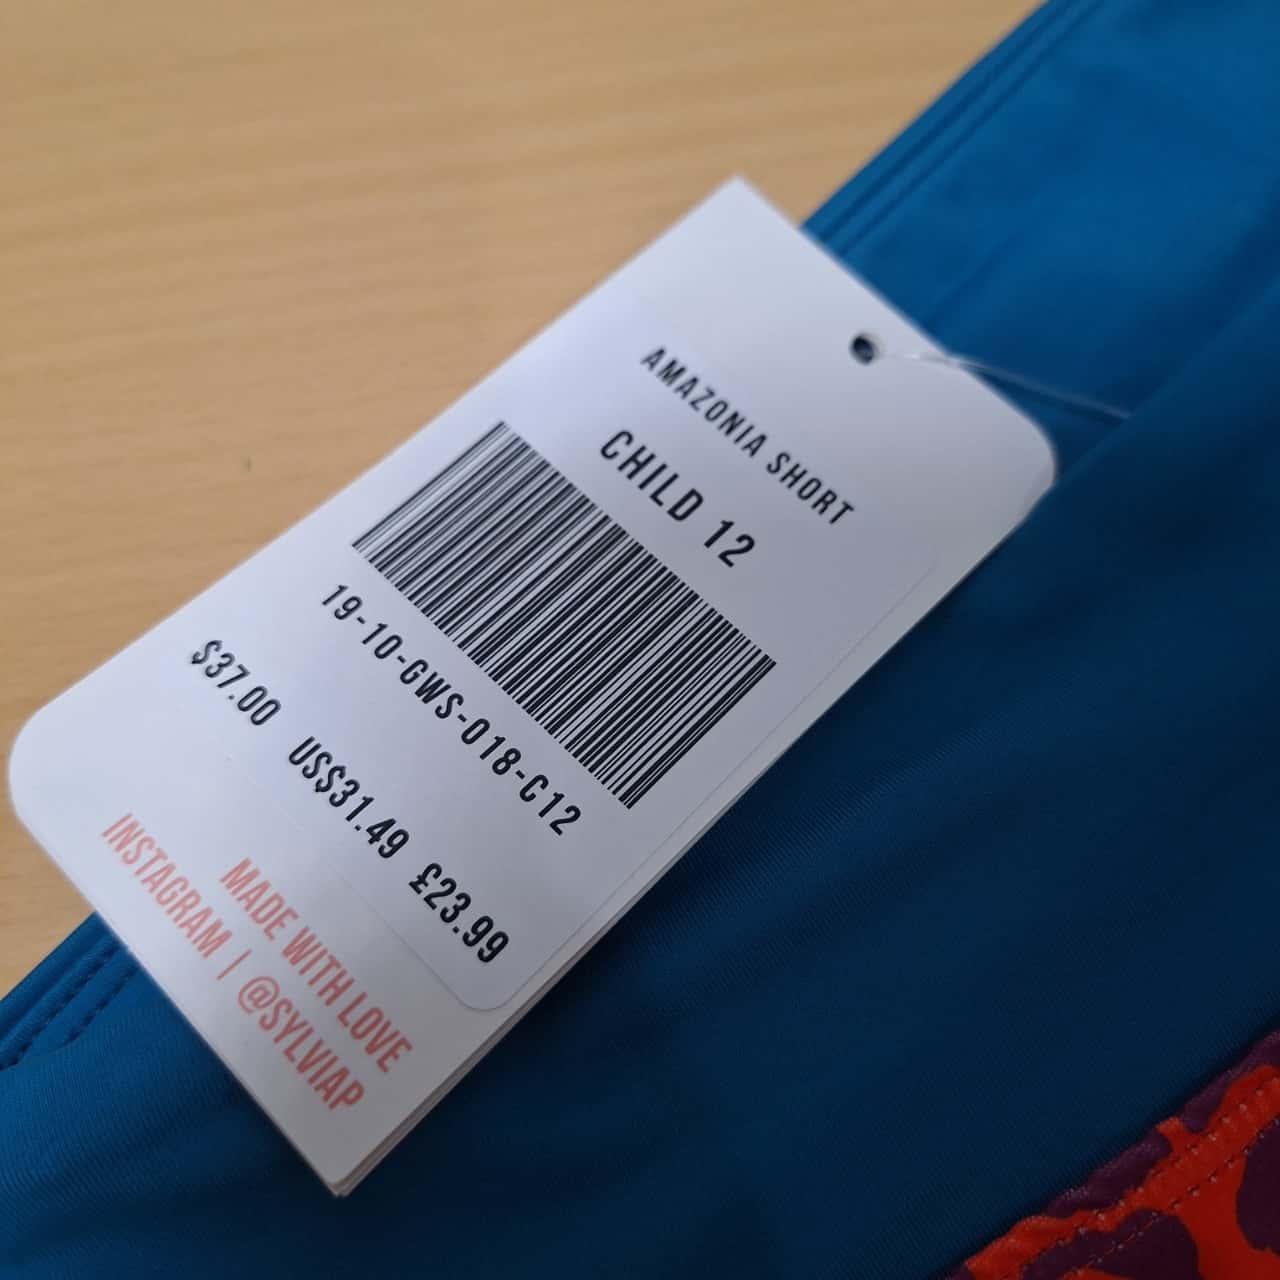 AMAZONIA SHORT
CHILD 12
19-10-GWS-018-C12
$37.00 US$31.49 £23.99
MADE WITH LOVE
INSTAGRAM | @SYLVIAP